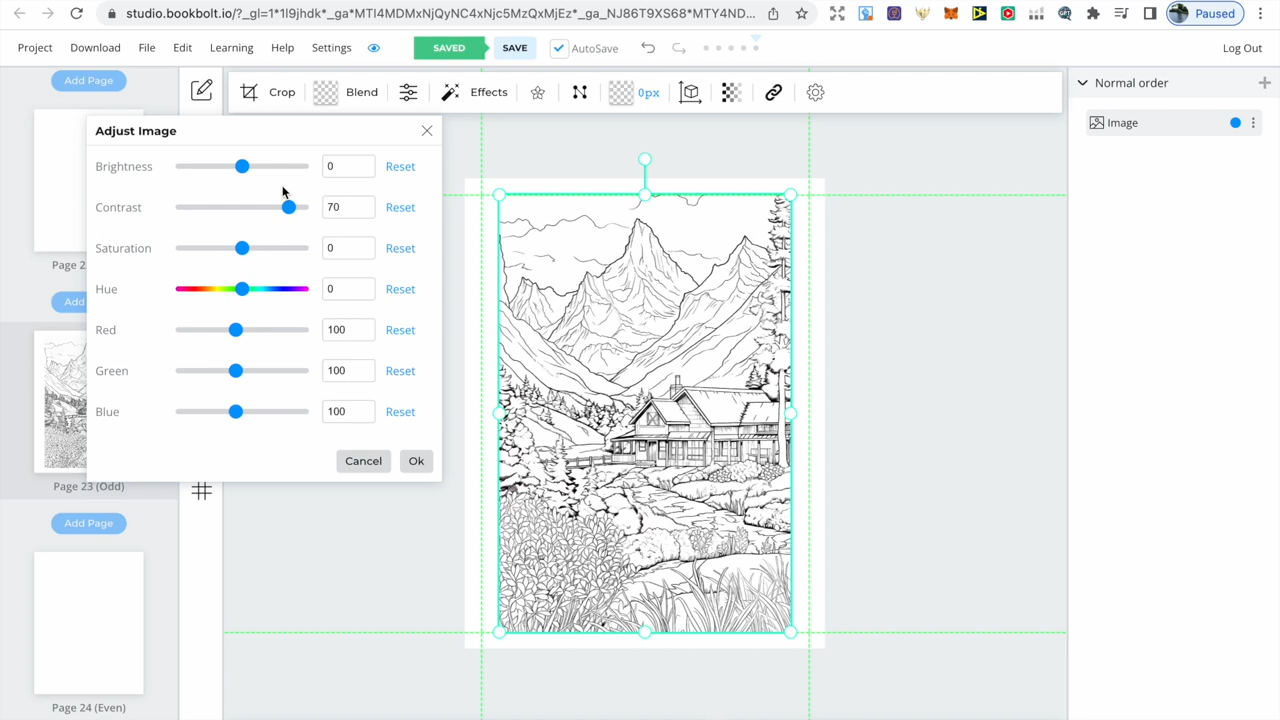 studio.bookbolt.io/?_gl=1*1l9jhdk*_ga*MTI4MDMxNjQyNC4xNjc5MzQxMjEz*_ga_NJ86T9XS68*MTY4ND...
Paused
Project Download File Edit Learning Help Settings SAVED SAVE AutoSave Log Out
Add Page
Crop Blend Effects 0px
Normal order
Image
Adjust Image
Brightness 0 Reset
Contrast 70 Reset
Saturation 0 Reset
Hue 0 Reset
Red 100 Reset
Green 100 Reset
Blue 100 Reset
Cancel Ok
Page 2
Add
Page 23 (Odd)
Add Page
Page 24 (Even)